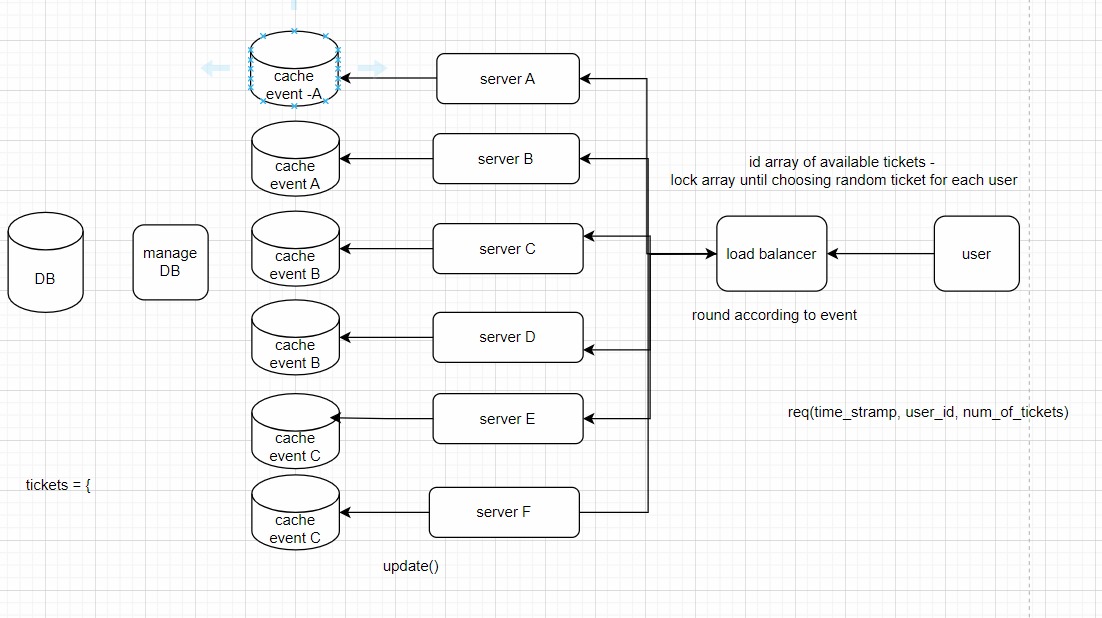 cache
event -A
server A
cache
event A
server B
id array of available tickets -
lock array until choosing random ticket for each user
DB
manage
DB
cache
event B
server C
load balancer
user
round according to event
cache
event B
server D
cache
event C
server E
req(time_stramp, user_id, num_of_tickets)
tickets = {
cache
event C
server F
update()